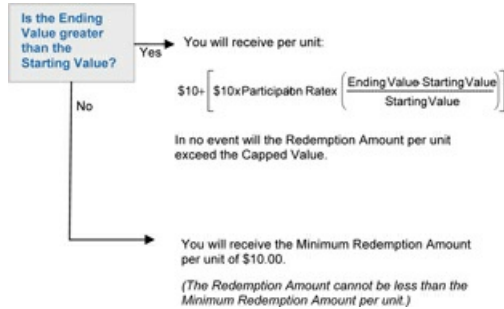 Is the Ending
Value greater
than the
Starting Value?
Yes
You will receive per unit:
$10+ [$10xParticipation Ratex (Ending Value-Starting Value
Starting Value)]
No
In no event will the Redemption Amount per unit
exceed the Capped Value.
You will receive the Minimum Redemption Amount
per unit of $10.00.
(The Redemption Amount cannot be less than the
Minimum Redemption Amount per unit.)